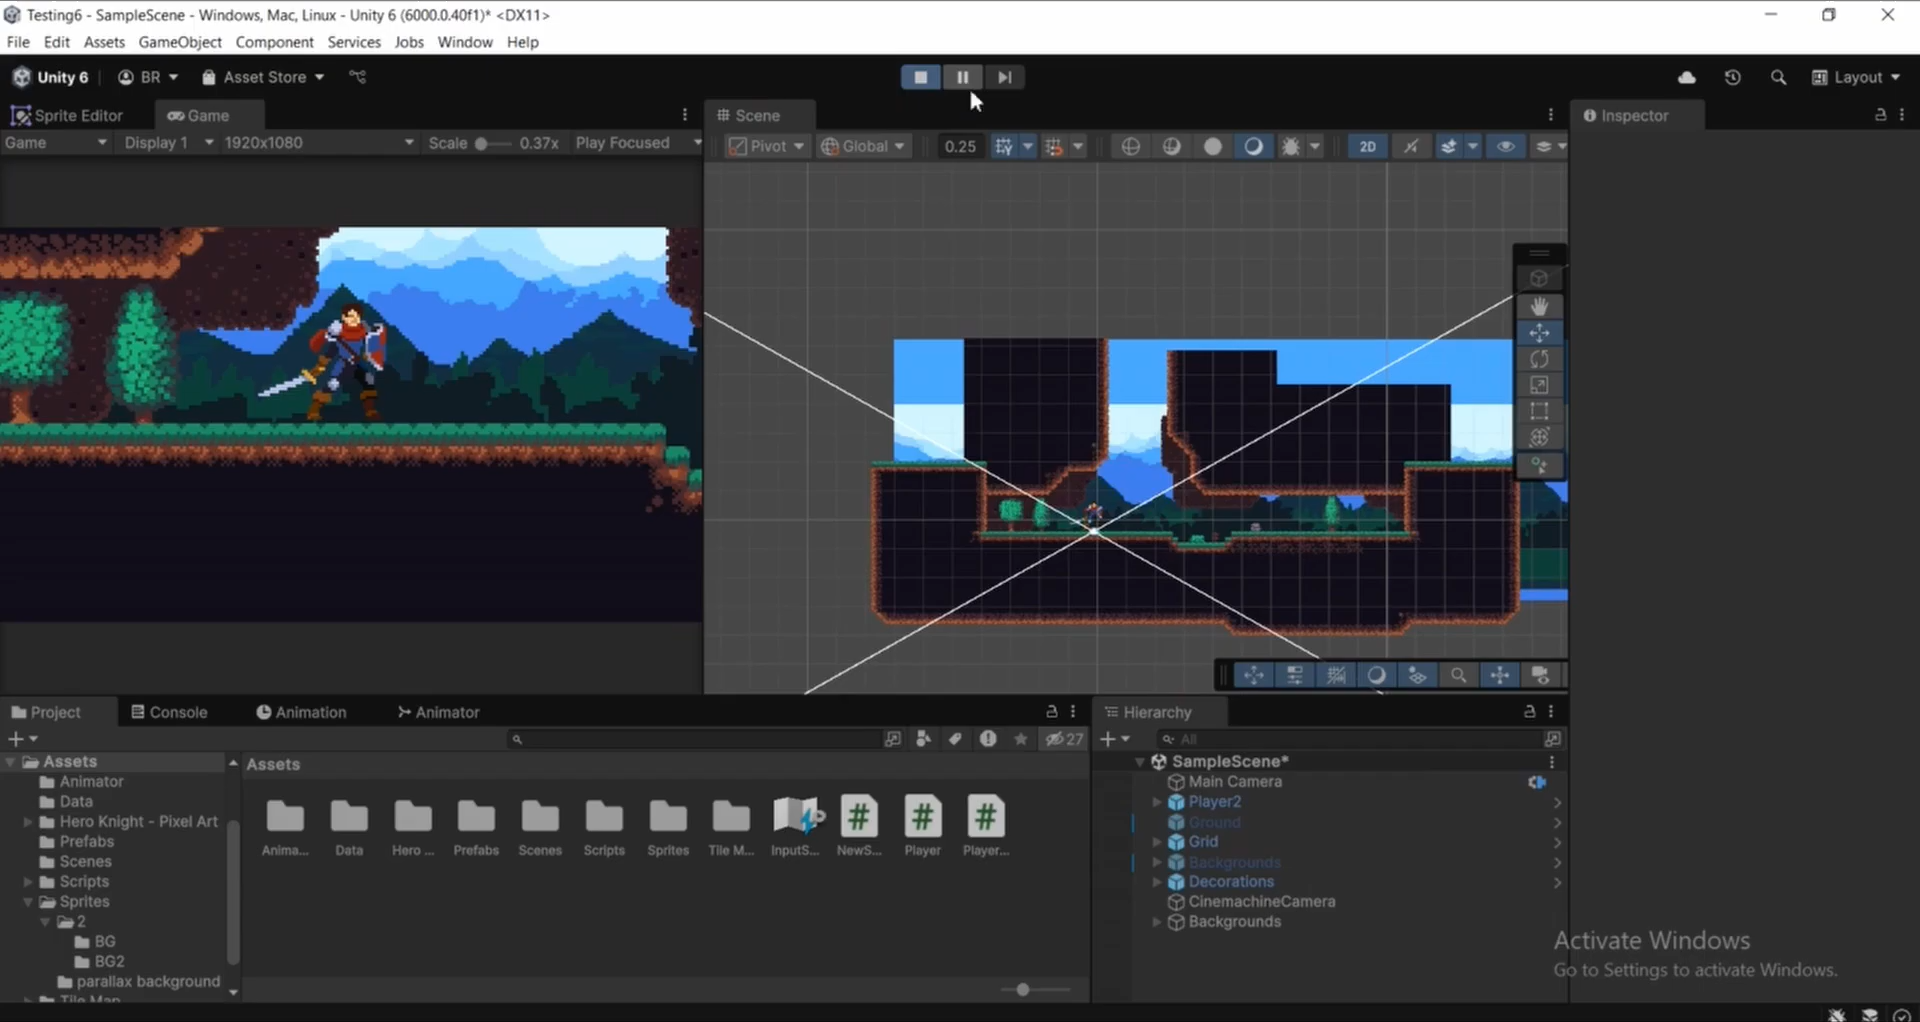 Testing6 - SampleScene - Windows, Mac, Linux - Unity 6 (6000.0.40f1)* <DX11>
File Edit Assets GameObject Component Services Jobs Window Help
Unity 6 BR Asset Store Layout
Sprite Editor Game Scene Inspector
Game Display 1 1920x1080 Scale 0.37x Play Focused Pivot Global 0.25 2D
Project Console Animation Animator Hierarchy
27 All
Assets Assets SampleScene*
Animator Main Camera
Data Player2
Hero Knight - Pixel Art Ground
Prefabs Grid
Anima... Data Hero ... Prefabs Scenes Scripts Sprites Tile M... InputS... NewS... Player Player...
Scenes Backgrounds
Scripts Decorations
Sprites CinemachineCamera
2 Backgrounds
BG Activate Windows
BG2
Go to Settings to activate Windows.
parallax background
Tile Map